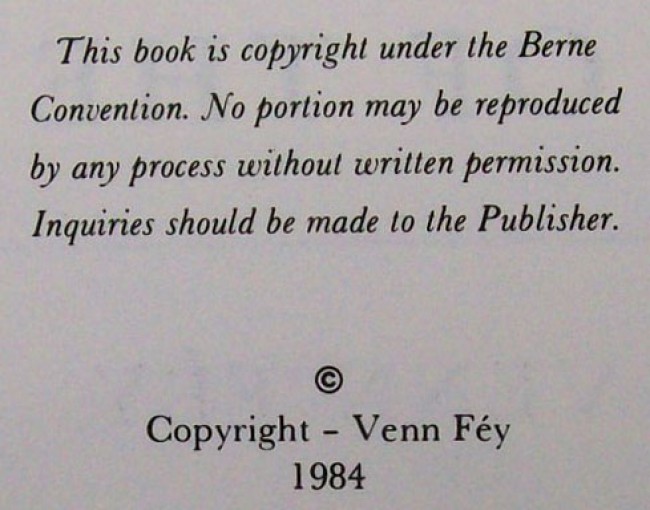 This book is copyright under the Berne
Convention. No portion may be reproduced
by any process without written permission.
Inquiries should be made to the Publisher.
©
Copyright – Venn Féy
1984